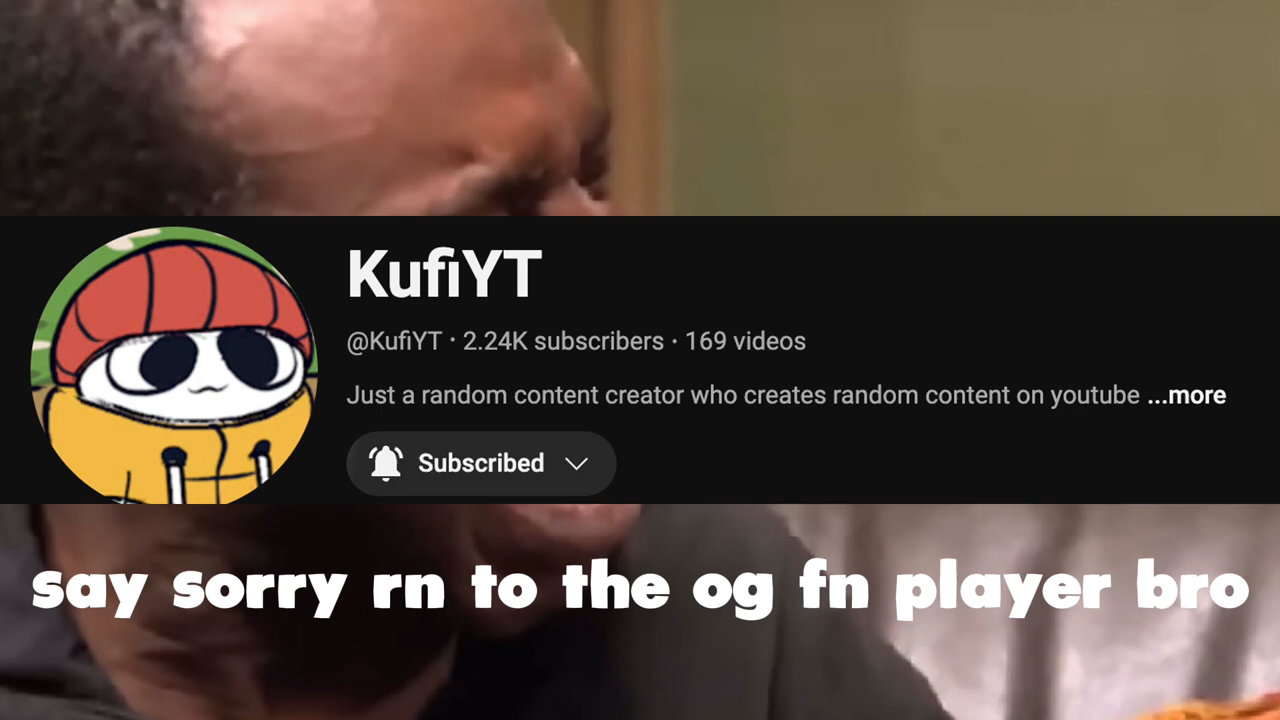 KufiYT
@KufiYT · 2.24K subscribers · 169 videos
Just a random content creator who creates random content on youtube ...more
Subscribed
say sorry rn to the og fn player bro